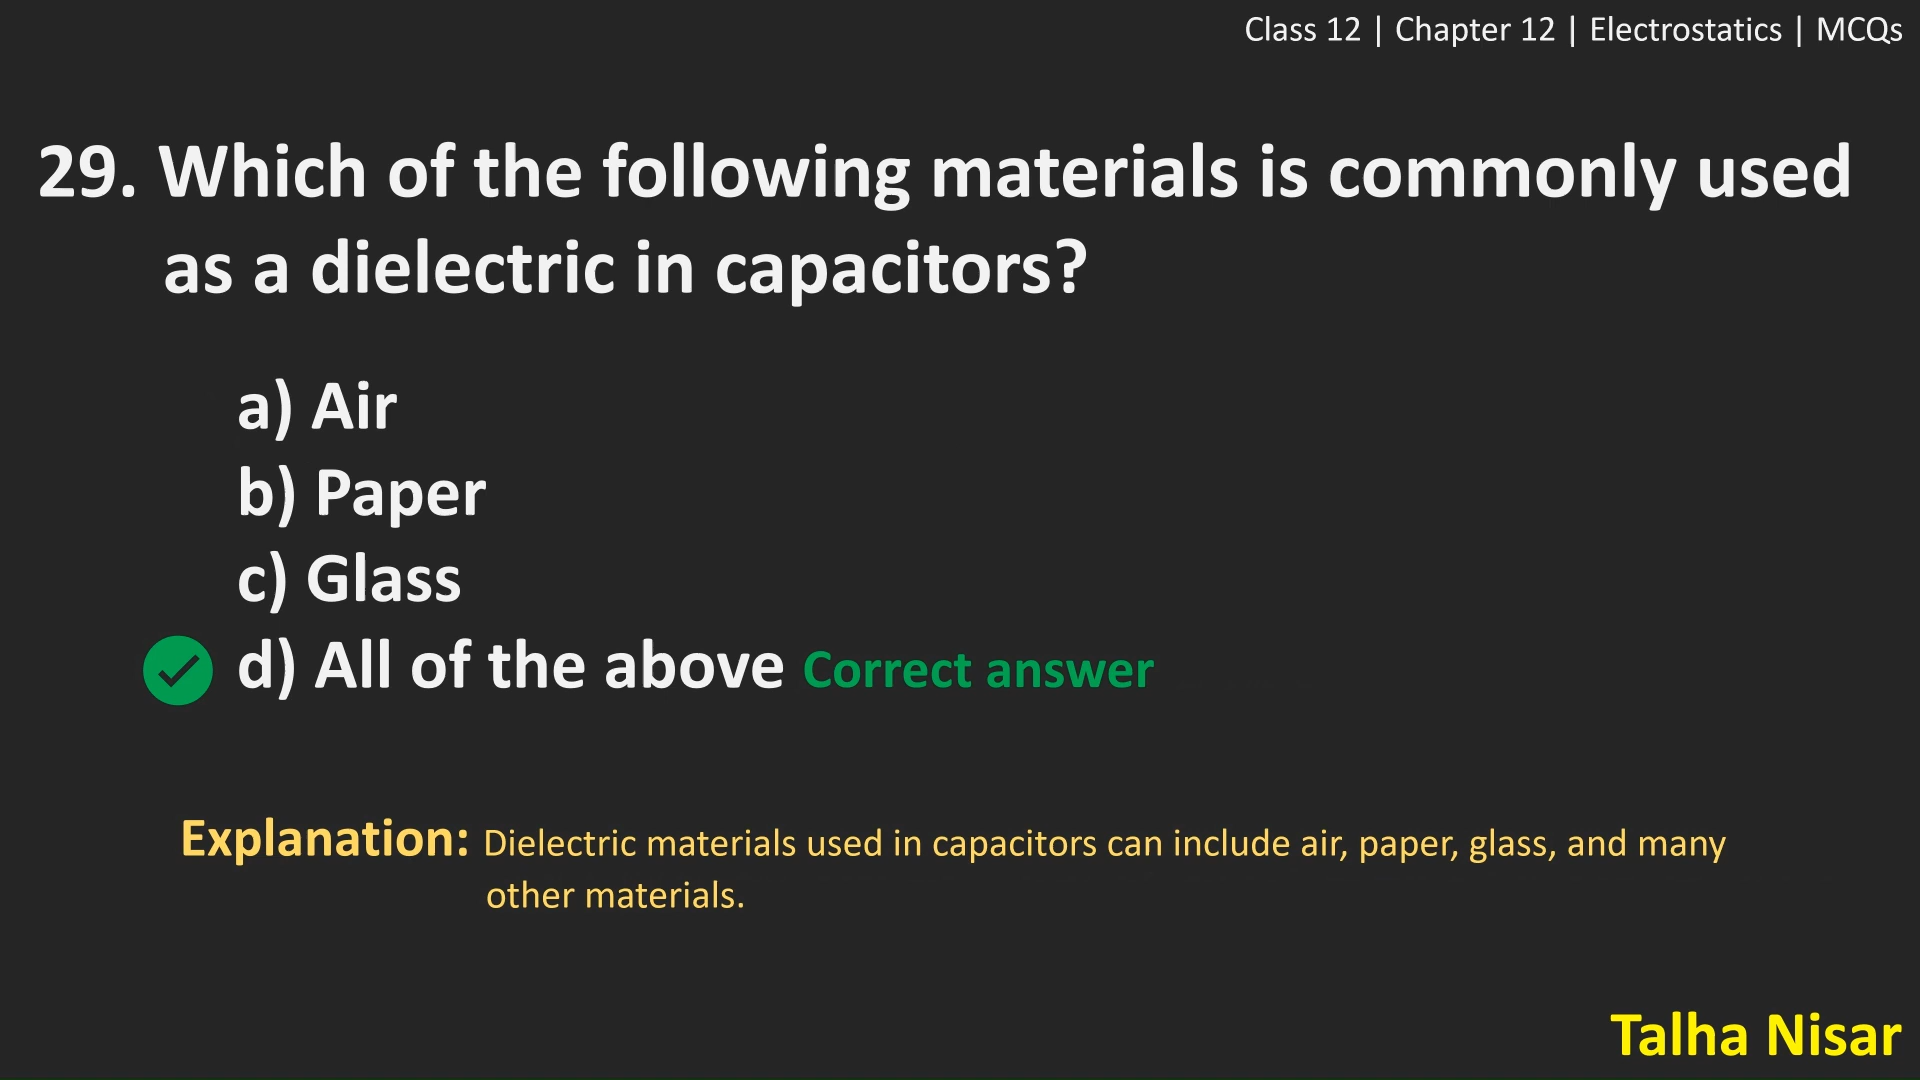 Class 12 | Chapter 12 | Electrostatics | MCQs
29. Which of the following materials is commonly used
as a dielectric in capacitors?
a) Air
b) Paper
c) Glass
d) All of the above Correct answer
Explanation: Dielectric materials used in capacitors can include air, paper, glass, and many
other materials.
Talha Nisar